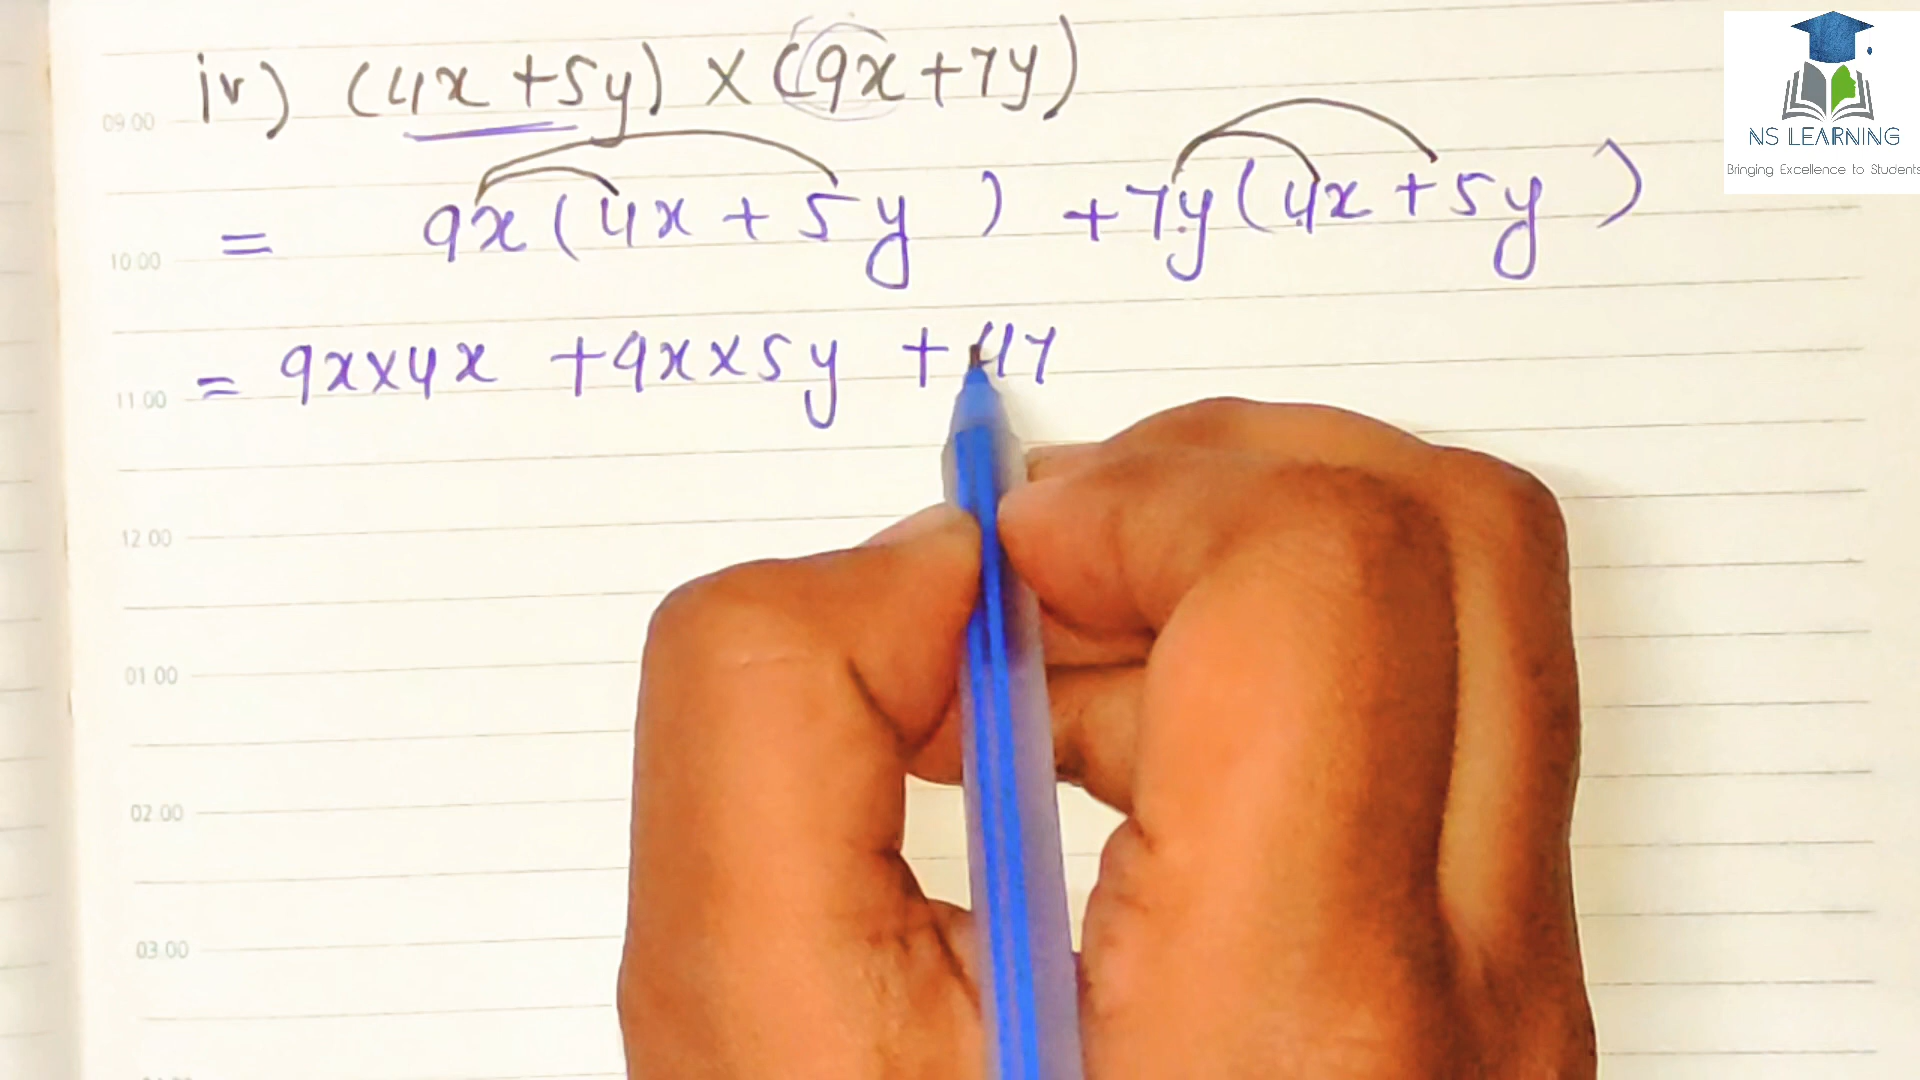 iv) (4x +5y) × (9x+7y)
= 9x (4x + 5y ) +7y (4x +5y )
= 9x×4x +9x×5y +
09.00
10.00
11.00
12.00
01.00
02.00
03.00
NS LEARNING
Bringing Excellence to Students